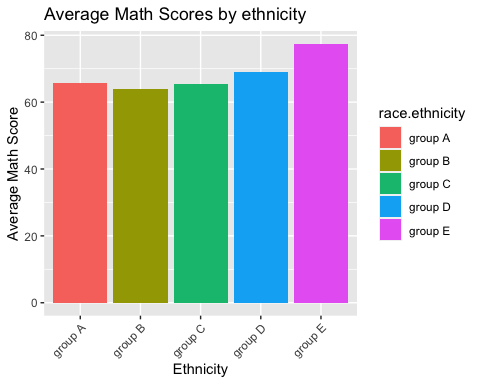 Average Math Scores by ethnicity
Average Math Score
80
60
40
20
0
group A
group B
group C
group D
group E
Ethnicity
race.ethnicity
group A
group B
group C
group D
group E